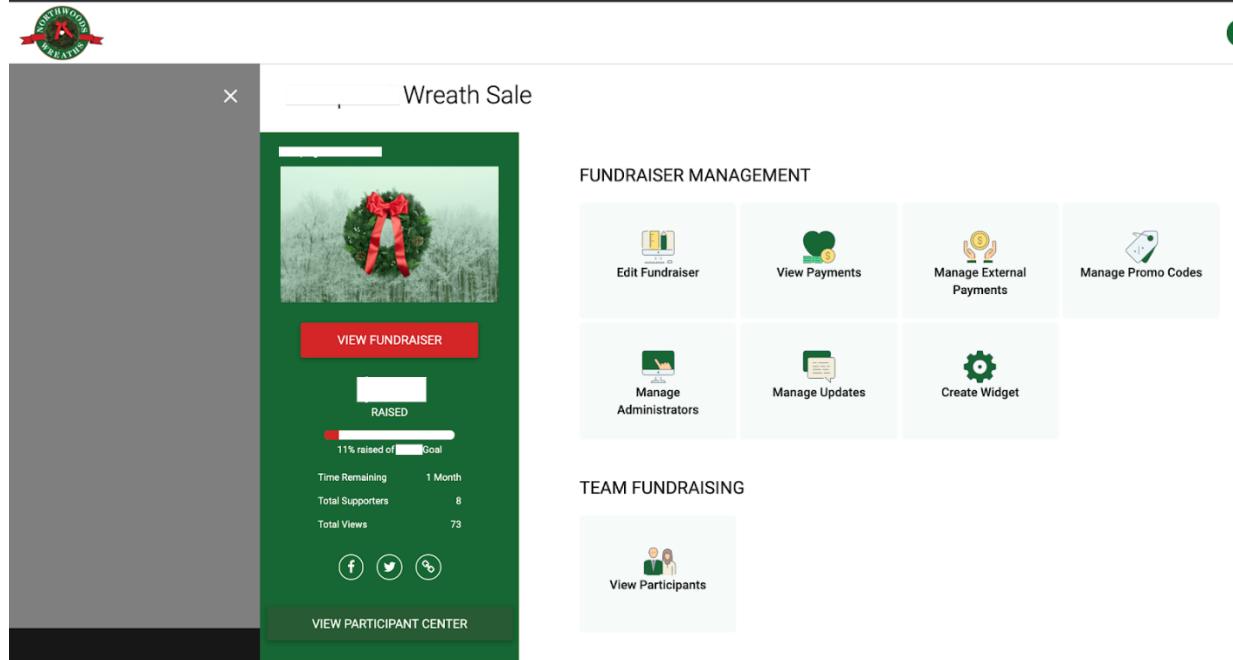 NORTHWOODS
WREATHS
Wreath Sale
VIEW FUNDRAISER
RAISED
11% raised of Goal
Time Remaining 1 Month
Total Supporters 8
Total Views 73
VIEW PARTICIPANT CENTER
FUNDRAISER MANAGEMENT
Edit Fundraiser
View Payments
Manage External
Payments
Manage Promo Codes
Manage
Administrators
Manage Updates
Create Widget
TEAM FUNDRAISING
View Participants